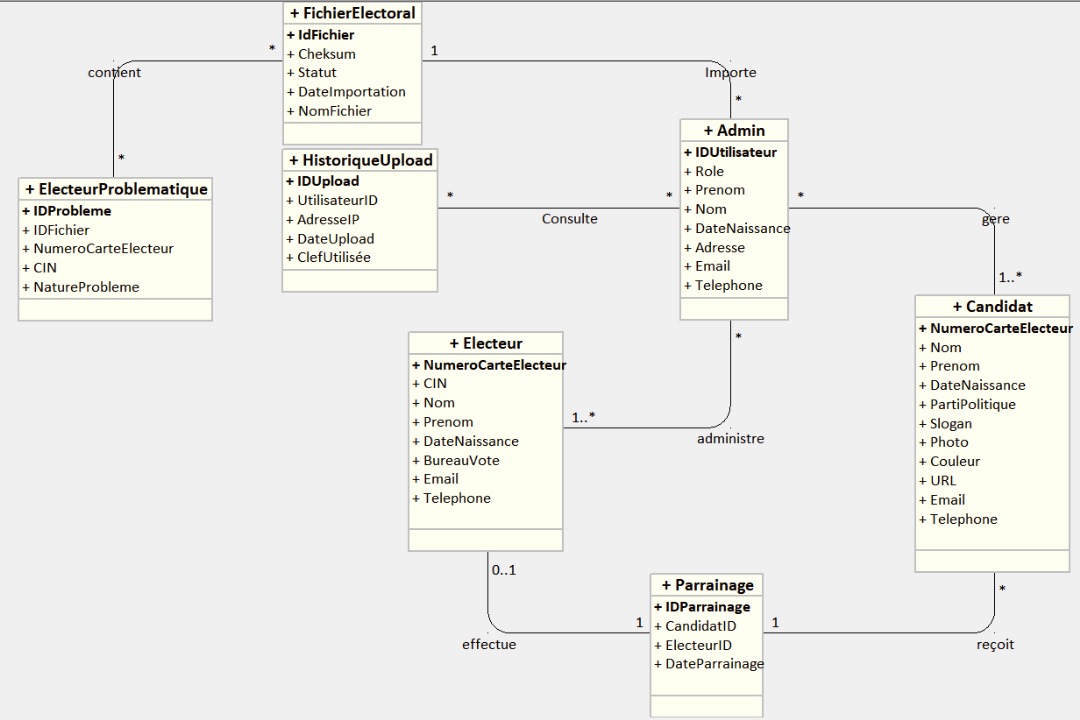 + FichierElectoral
+ IdFichier
+ Cheksum
+ Statut
+ DateImportation
+ NomFichier
*
contient
*
1
Importe
*
+ ElecteurProblematique
+ IDProbleme
+ IDFichier
+ NumeroCarteElecteur
+ CIN
+ NatureProbleme
+ HistoriqueUpload
+ IDUpload
+ UtilisateurID
+ AdresseIP
+ DateUpload
+ ClefUtilisée
*
Consulte
*
+ Admin
+ IDUtilisateur
+ Role
+ Prenom
+ Nom
+ DateNaissance
+ Adresse
+ Email
+ Telephone
*
gere
1..*
+ Candidat
+ NumeroCarteElecteur
+ Nom
+ Prenom
+ DateNaissance
+ PartiPolitique
+ Slogan
+ Photo
+ Couleur
+ URL
+ Email
+ Telephone
*
administre
1..*
+ Electeur
+ NumeroCarteElecteur
+ CIN
+ Nom
+ Prenom
+ DateNaissance
+ BureauVote
+ Email
+ Telephone
0..1
effectue
1
+ Parrainage
+ IDParrainage
+ CandidatID
+ ElecteurID
+ DateParrainage
1
reçoit
*